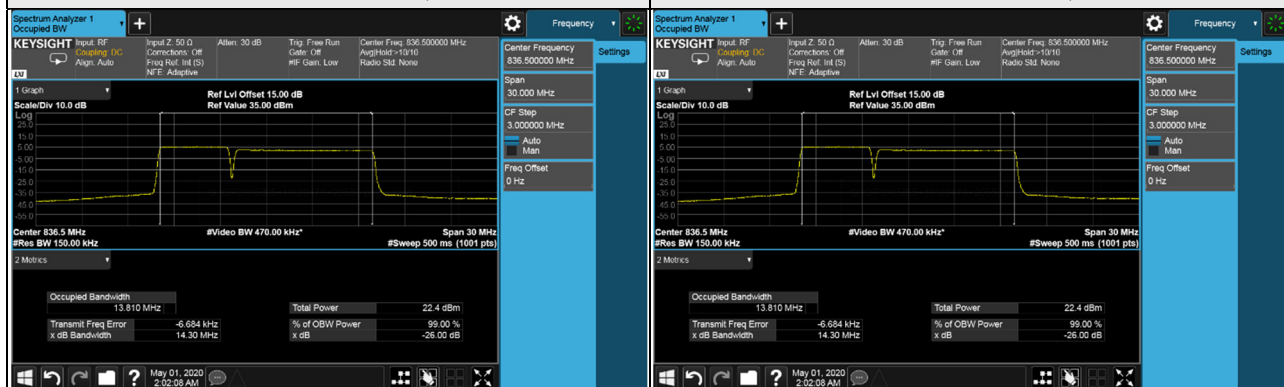 Spectrum Analyzer 1
Occupied BW
+
Frequency
KEYSIGHT
Input: RF
Coupling: DC
Align: Auto
Input Z: 50 Ω
Corrections: Off
Freq Ref: Int (S)
NFE: Adaptive
Atten: 30 dB
Trig: Free Run
Gate: Off
#IF Gain: Low
Center Freq: 836.500000 MHz
Avg|Hold:>10/10
Radio Std: None
LXI
Center Frequency
836.500000 MHz
Settings
Span
30.000 MHz
CF Step
3.000000 MHz
Auto
Man
Freq Offset
0 Hz
1 Graph
Scale/Div 10.0 dB
Ref Lvl Offset 15.00 dB
Ref Value 35.00 dBm
Log
25.0
15.0
5.00
-5.00
-15.0
-25.0
-35.0
-45.0
-55.0
Center 836.5 MHz
#Res BW 150.00 kHz
#Video BW 470.00 kHz*
Span 30 MHz
#Sweep 500 ms (1001 pts)
2 Metrics
Occupied Bandwidth
13.810 MHz
Total Power 22.4 dBm
Transmit Freq Error -6.684 kHz
% of OBW Power 99.00 %
x dB Bandwidth 14.30 MHz
x dB -26.00 dB
?
May 01, 2020
2:02:08 AM
Spectrum Analyzer 1
Occupied BW
+
Frequency
KEYSIGHT
Input: RF
Coupling: DC
Align: Auto
Input Z: 50 Ω
Corrections: Off
Freq Ref: Int (S)
NFE: Adaptive
Atten: 30 dB
Trig: Free Run
Gate: Off
#IF Gain: Low
Center Freq: 836.500000 MHz
Avg|Hold:>10/10
Radio Std: None
LXI
Center Frequency
836.500000 MHz
Settings
Span
30.000 MHz
CF Step
3.000000 MHz
Auto
Man
Freq Offset
0 Hz
1 Graph
Scale/Div 10.0 dB
Ref Lvl Offset 15.00 dB
Ref Value 35.00 dBm
Log
25.0
15.0
5.00
-5.00
-15.0
-25.0
-35.0
-45.0
-55.0
Center 836.5 MHz
#Res BW 150.00 kHz
#Video BW 470.00 kHz*
Span 30 MHz
#Sweep 500 ms (1001 pts)
2 Metrics
Occupied Bandwidth
13.810 MHz
Total Power 22.4 dBm
Transmit Freq Error -6.684 kHz
% of OBW Power 99.00 %
x dB Bandwidth 14.30 MHz
x dB -26.00 dB
?
May 01, 2020
2:02:08 AM